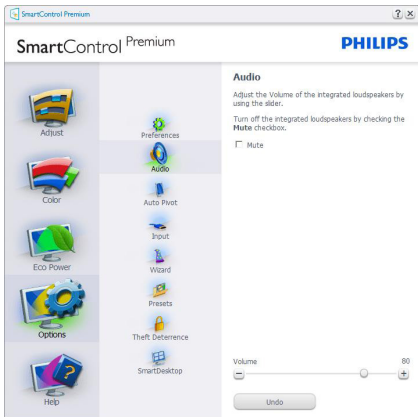 SmartControl Premium
? x
SmartControl Premium
PHILIPS
Adjust
Color
Eco Power
Options
Help
Preferences
Audio
Auto Pivot
Input
Wizard
Presets
Theft Deterrence
SmartDesktop
Audio
Adjust the Volume of the integrated loudspeakers by
using the slider.
Turn off the integrated loudspeakers by checking the
Mute checkbox.
Mute
Volume 80
Undo